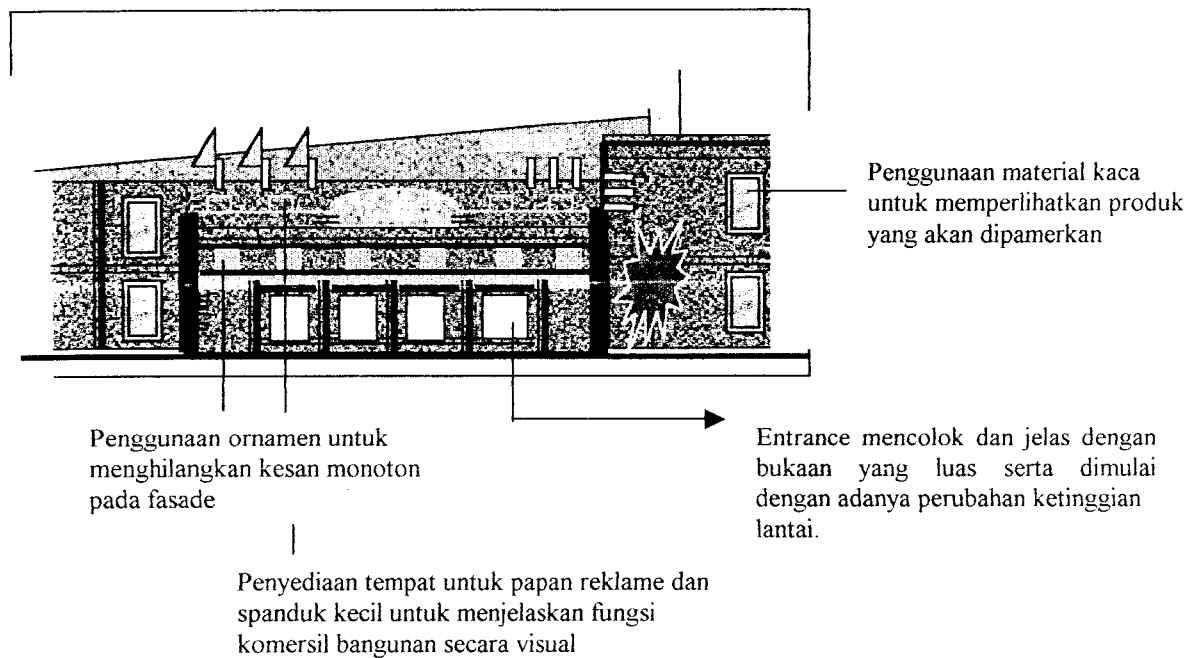 Penggunaan material kaca
untuk memperlihatkan produk
yang akan dipamerkan
Penggunaan ornamen untuk
menghilangkan kesan monoton
pada fasade
Entrance mencolok dan jelas dengan
bukaan yang luas serta dimulai
dengan adanya perubahan ketinggian
lantai.
Penyediaan tempat untuk papan reklame dan
spanduk kecil untuk menjelaskan fungsi
komersil bangunan secara visual